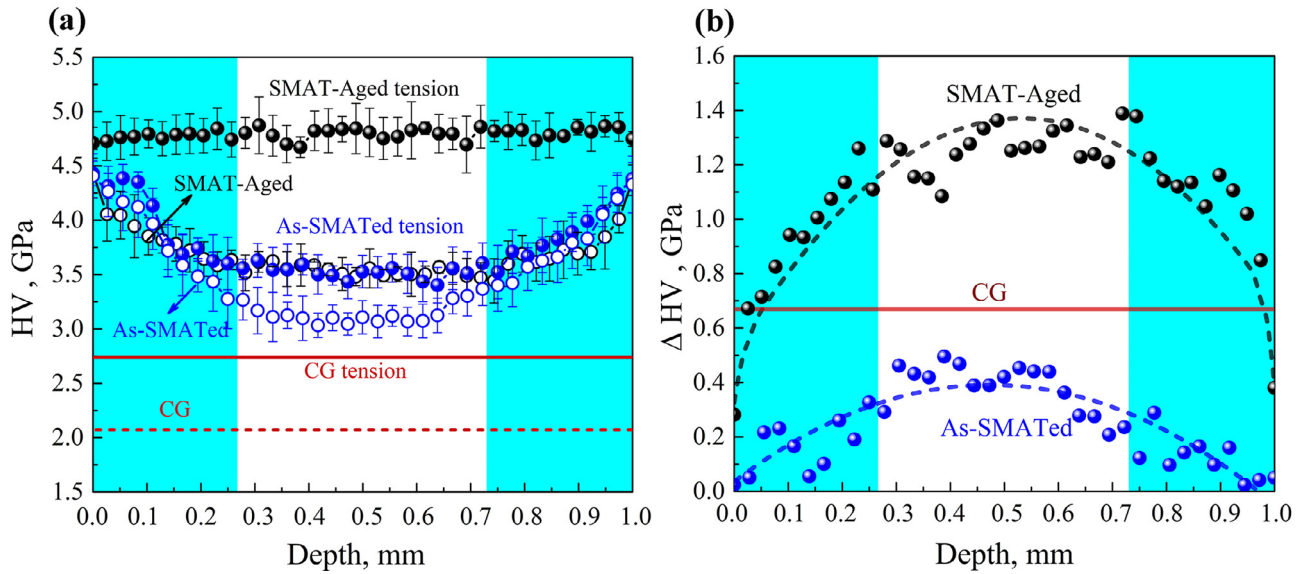 (a)
HV, GPa
5.5
5.0
4.5
4.0
3.5
3.0
2.5
2.0
1.5
SMAT-Aged tension
SMAT-Aged
As-SMATed tension
As-SMATed
CG tension
CG
0.0 0.1 0.2 0.3 0.4 0.5 0.6 0.7 0.8 0.9 1.0
Depth, mm
(b)
Δ HV, GPa
1.6
1.4
1.2
1.0
0.8
0.6
0.4
0.2
0.0
SMAT-Aged
CG
As-SMATed
0.0 0.1 0.2 0.3 0.4 0.5 0.6 0.7 0.8 0.9 1.0
Depth, mm